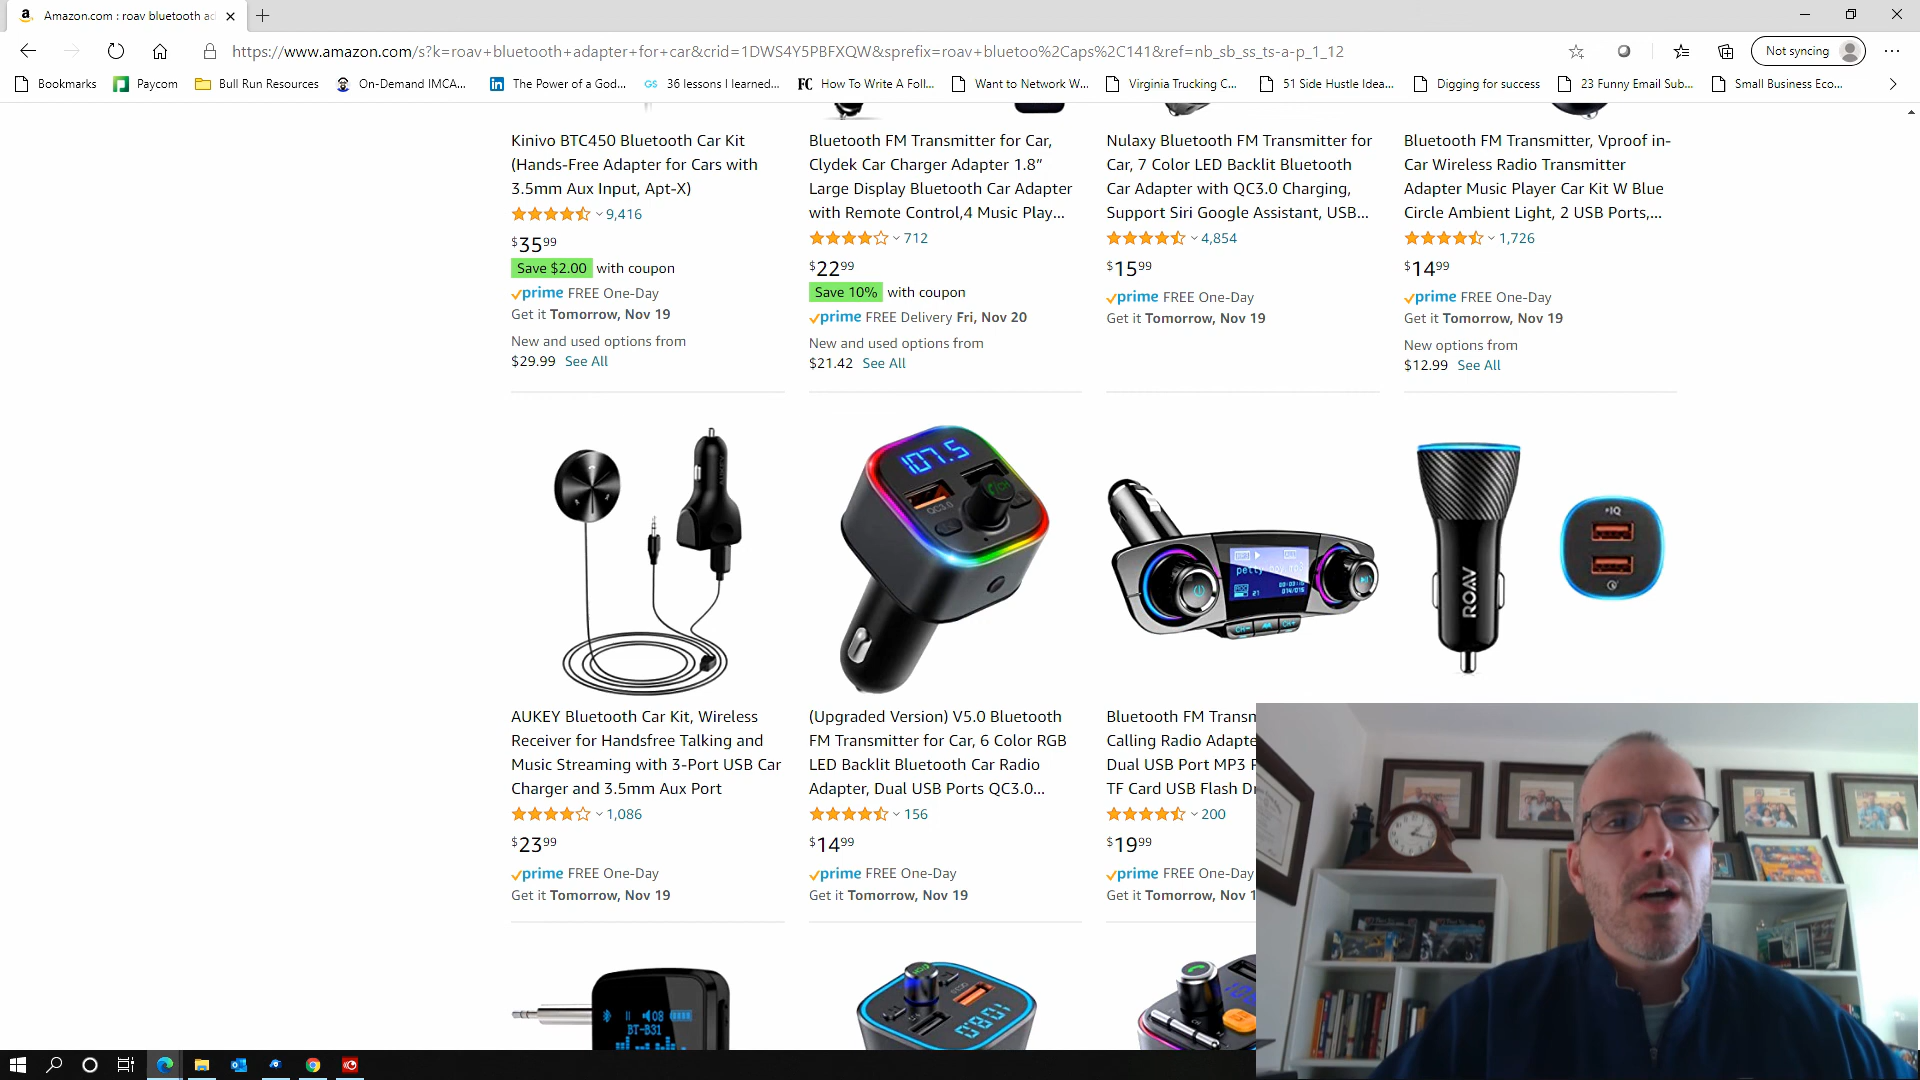 Amazon.com : roav bluetooth ad
https://www.amazon.com/s?k=roav+bluetooth+adapter+for+car&crid=1DWS4Y5PBFXQW&sprefix=roav+bluetoo%2Caps%2C141&ref=nb_sb_ss_ts-a-p_1_12
Not syncing
Bookmarks
Paycom
Bull Run Resources
On-Demand IMCA...
The Power of a God...
36 lessons I learned...
How To Write A Foll...
Want to Network W...
Virginia Trucking C...
51 Side Hustle Idea...
Digging for success
23 Funny Email Sub...
Small Business Eco...
Kinivo BTC450 Bluetooth Car Kit
(Hands-Free Adapter for Cars with
3.5mm Aux Input, Apt-X)
9,416
$35 99
Save $2.00 with coupon
prime FREE One-Day
Get it Tomorrow, Nov 19
New and used options from
$29.99 See All
Bluetooth FM Transmitter for Car,
Clydek Car Charger Adapter 1.8”
Large Display Bluetooth Car Adapter
with Remote Control,4 Music Play...
712
$22 99
Save 10% with coupon
prime FREE Delivery Fri, Nov 20
New and used options from
$21.42 See All
Nulaxy Bluetooth FM Transmitter for
Car, 7 Color LED Backlit Bluetooth
Car Adapter with QC3.0 Charging,
Support Siri Google Assistant, USB...
4,854
$15 99
prime FREE One-Day
Get it Tomorrow, Nov 19
Bluetooth FM Transmitter, Vproof in-
Car Wireless Radio Transmitter
Adapter Music Player Car Kit W Blue
Circle Ambient Light, 2 USB Ports,...
1,726
$14 99
prime FREE One-Day
Get it Tomorrow, Nov 19
New options from
$12.99 See All
107.5
QC3.0
ROAV
IQ
AUKEY Bluetooth Car Kit, Wireless
Receiver for Handsfree Talking and
Music Streaming with 3-Port USB Car
Charger and 3.5mm Aux Port
1,086
$23 99
prime FREE One-Day
Get it Tomorrow, Nov 19
(Upgraded Version) V5.0 Bluetooth
FM Transmitter for Car, 6 Color RGB
LED Backlit Bluetooth Car Radio
Adapter, Dual USB Ports QC3.0...
156
$14 99
prime FREE One-Day
Get it Tomorrow, Nov 19
Bluetooth FM Transm
Calling Radio Adapte
Dual USB Port MP3 P
TF Card USB Flash Dr
200
$19 99
prime FREE One-Day
Get it Tomorrow, Nov 1
08
BT-B31